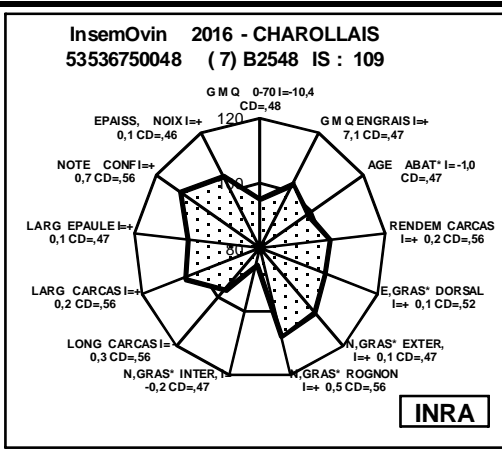 InsemOvin 2016 - CHAROLLAIS
53536750048 ( 7) B2548 IS : 109
G M Q 0-70 I=-10,4
CD=,48
120
100
80
G M Q ENGRAIS I=+
7,1 CD=,47
AGE ABAT* I=-1,0
CD=,47
RENDEM CARCAS
I=+ 0,2 CD=,56
E,GRAS* DORSAL
I=+ 0,1 CD=,52
N,GRAS* EXTER,
I=+ 0,1 CD=,47
N,GRAS* ROGNON
I=+ 0,5 CD=,56
N,GRAS* INTER, I=
-0,2 CD=,47
LONG CARCAS I=-
0,3 CD=,56
LARG CARCAS I=+
0,2 CD=,56
LARG EPAULE I=+
0,1 CD=,47
NOTE CONF I=+
0,7 CD=,56
EPAISS, NOIX I=+
0,1 CD=,46
INRA